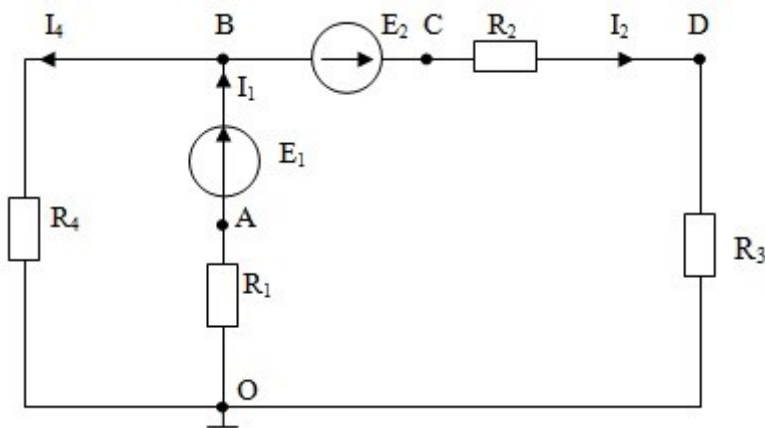 I₄ B E₂ C R₂ I₂ D
I₁
E₁
R₄ A R₃
R₁
O